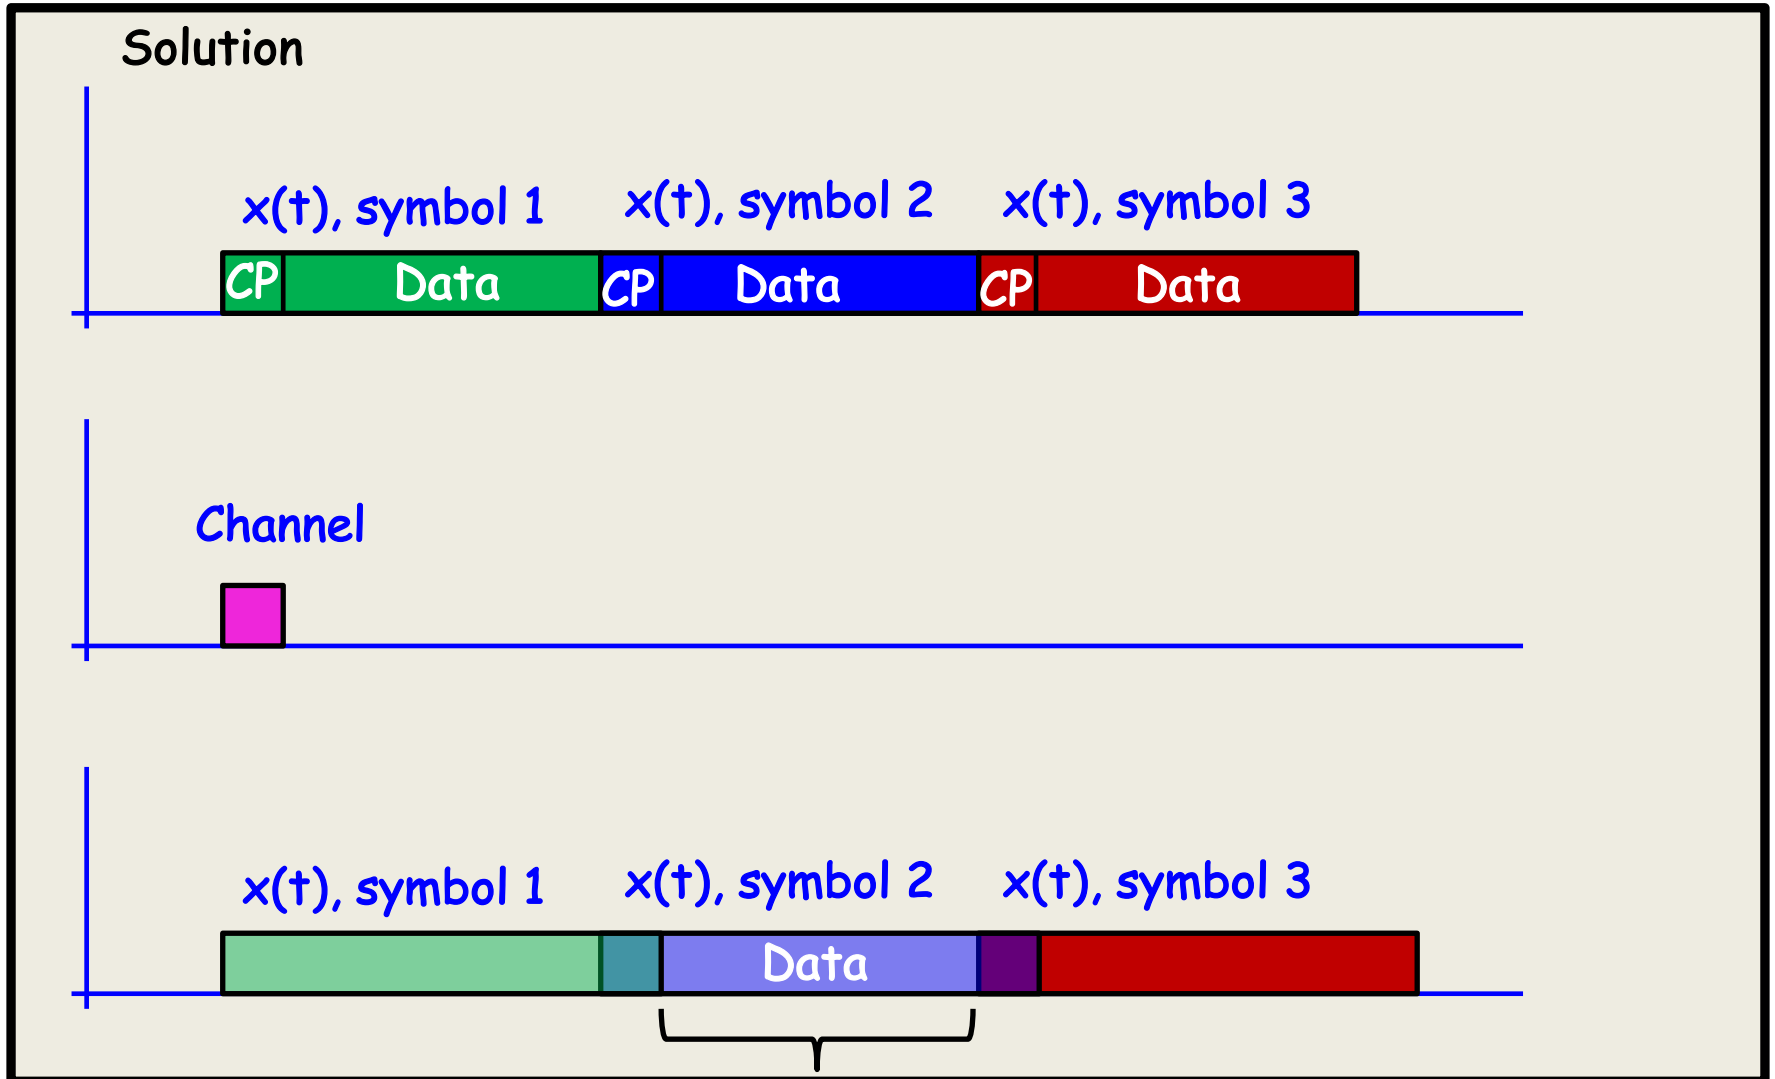 Solution
x(t), symbol 1 x(t), symbol 2 x(t), symbol 3
CP Data CP Data CP Data
Channel
x(t), symbol 1 x(t), symbol 2 x(t), symbol 3
Data